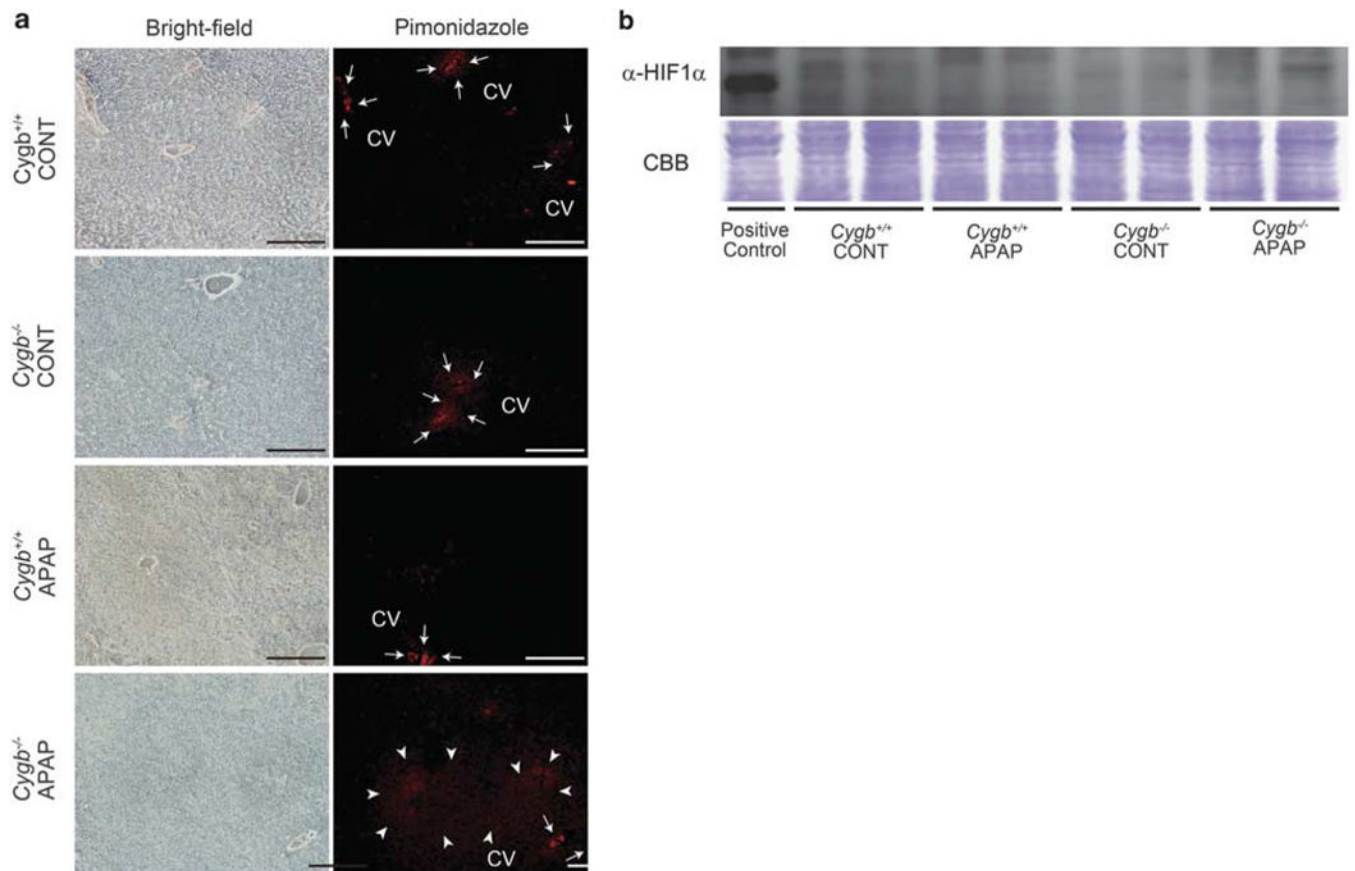 a
Bright-field
Pimonidazole
Cygb+/+
CONT
CV
CV
CV
Cygb-/-
CONT
CV
Cygb+/+
APAP
CV
Cygb-/-
APAP
CV
b
α-HIF1α
CBB
Positive
Control
Cygb+/+
CONT
Cygb+/+
APAP
Cygb-/-
CONT
Cygb-/-
APAP